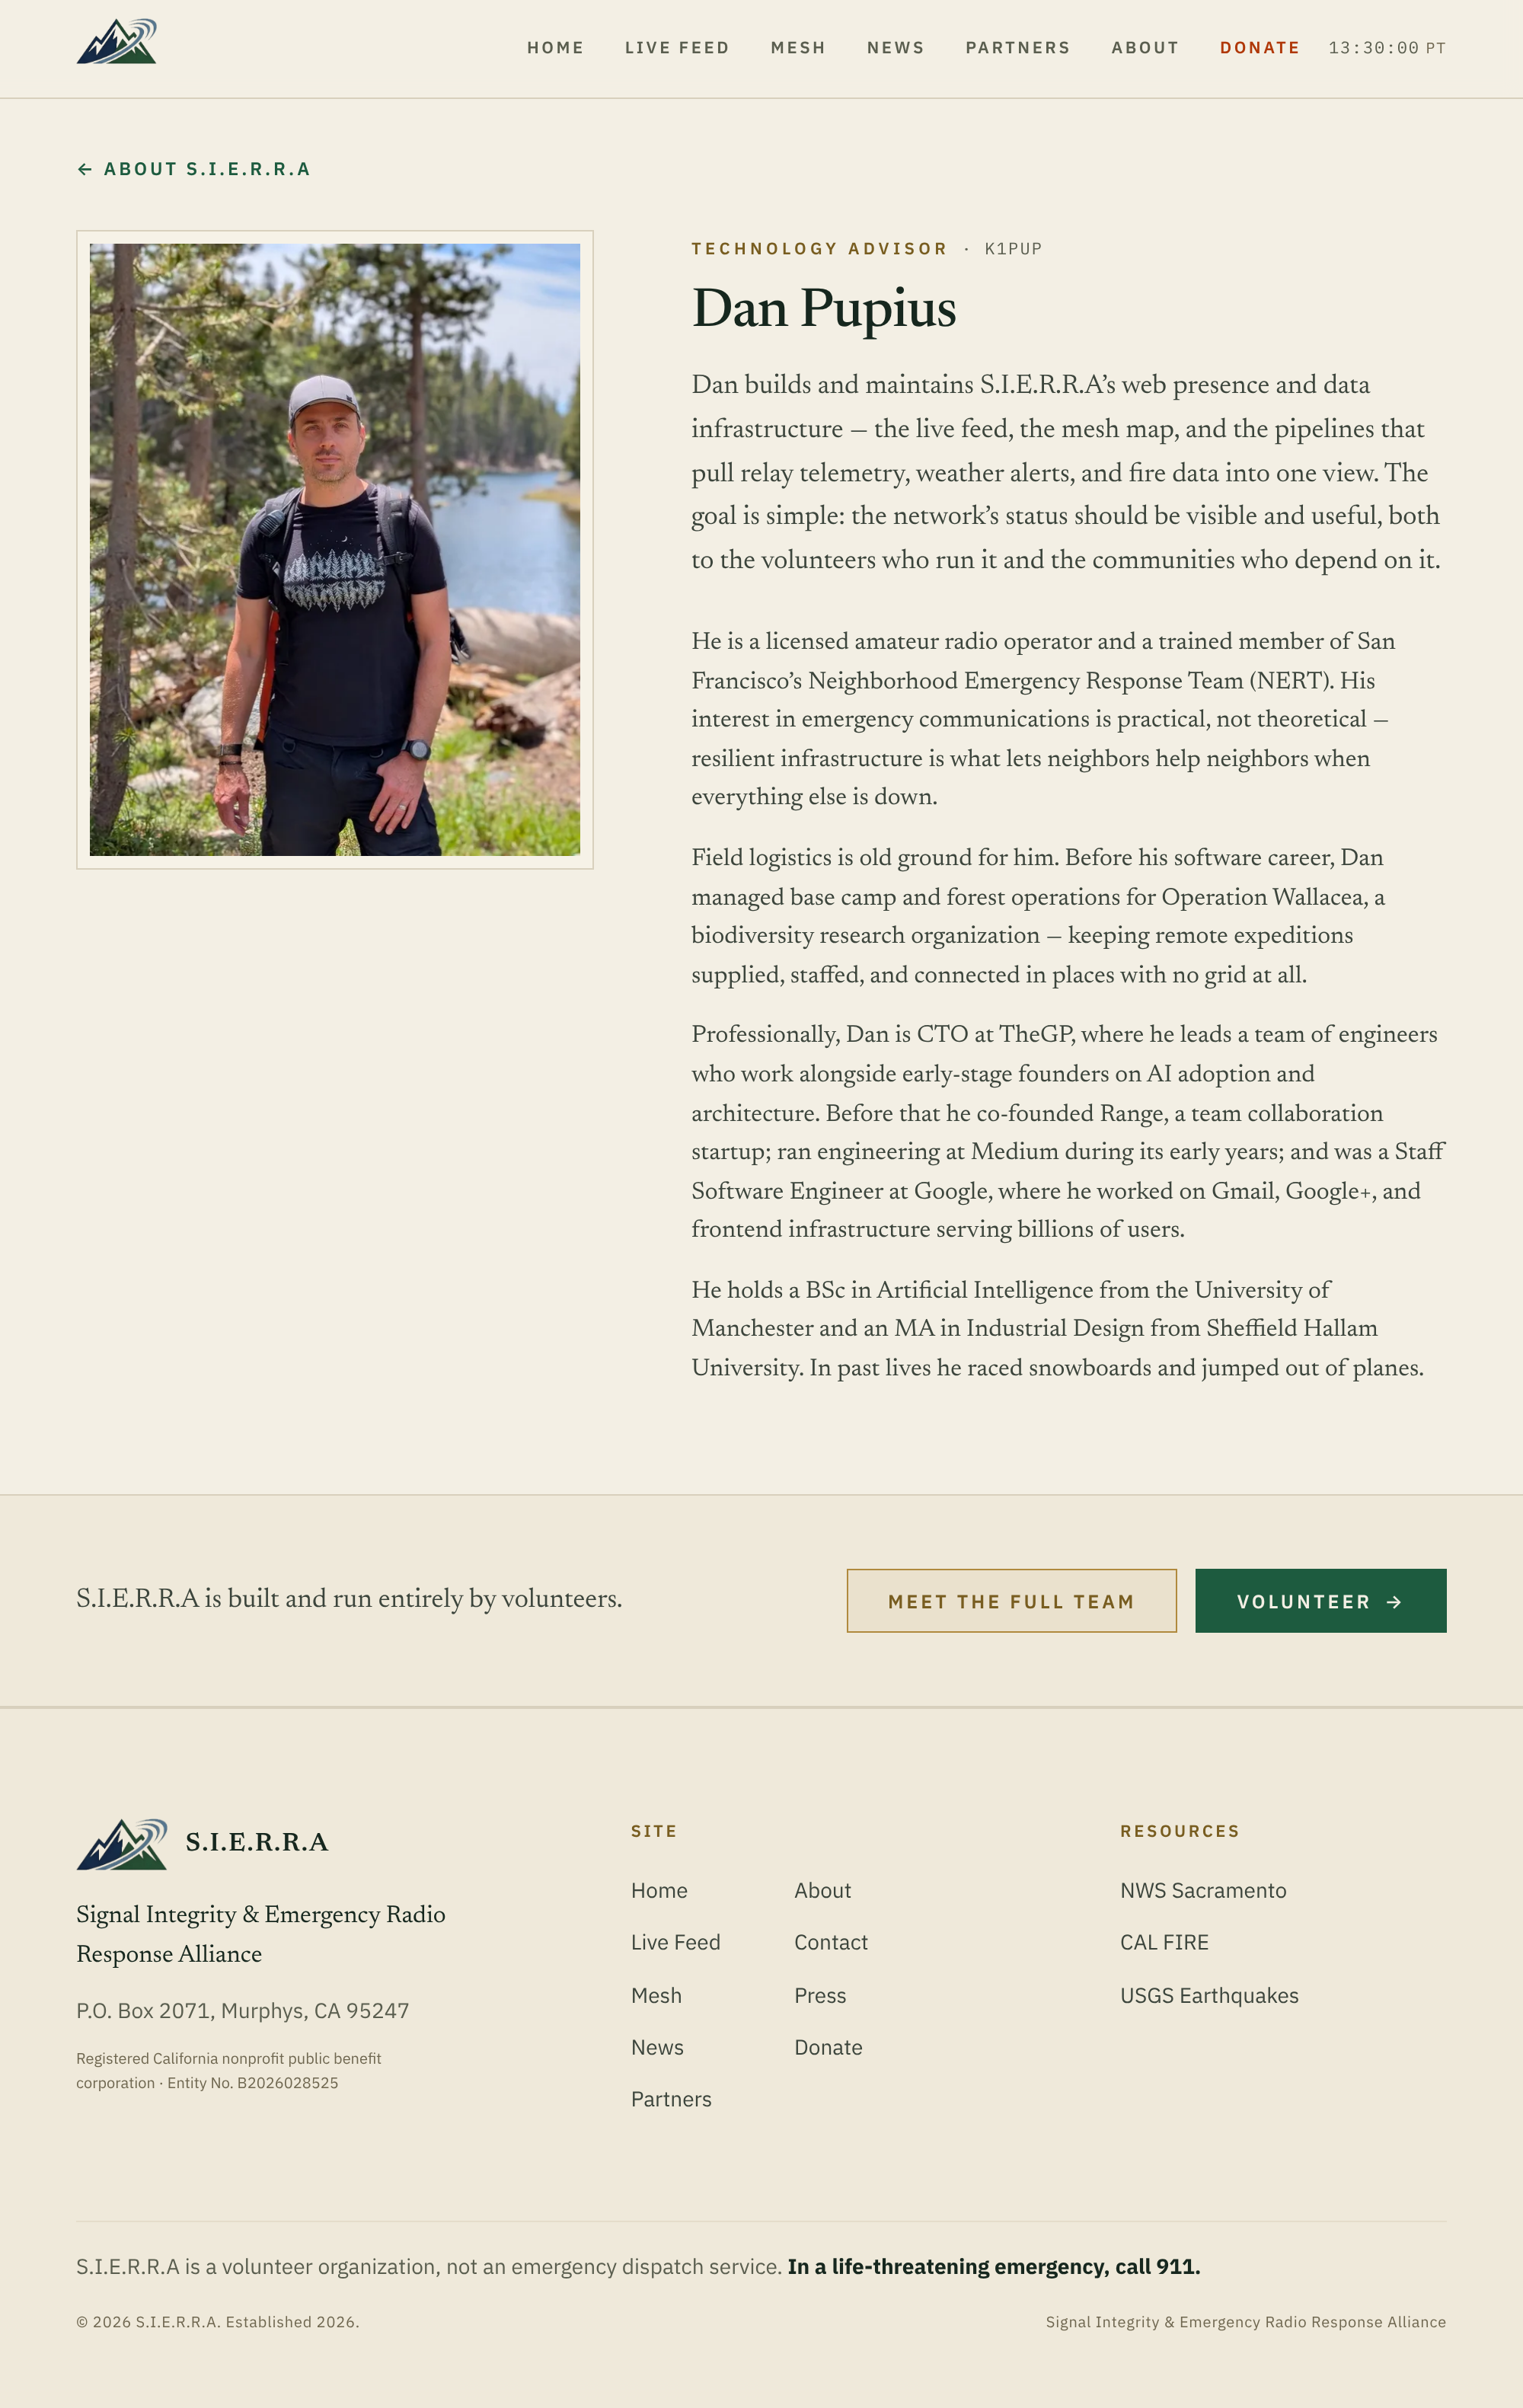 HOME LIVE FEED MESH NEWS PARTNERS ABOUT DONATE 13:30:00 PT
← ABOUT S.I.E.R.R.A
TECHNOLOGY ADVISOR · K1PUP
Dan Pupius
Dan builds and maintains S.I.E.R.R.A’s web presence and data
infrastructure — the live feed, the mesh map, and the pipelines that
pull relay telemetry, weather alerts, and fire data into one view. The
goal is simple: the network’s status should be visible and useful, both
to the volunteers who run it and the communities who depend on it.
He is a licensed amateur radio operator and a trained member of San
Francisco’s Neighborhood Emergency Response Team (NERT). His
interest in emergency communications is practical, not theoretical —
resilient infrastructure is what lets neighbors help neighbors when
everything else is down.
Field logistics is old ground for him. Before his software career, Dan
managed base camp and forest operations for Operation Wallacea, a
biodiversity research organization — keeping remote expeditions
supplied, staffed, and connected in places with no grid at all.
Professionally, Dan is CTO at TheGP, where he leads a team of engineers
who work alongside early-stage founders on AI adoption and
architecture. Before that he co-founded Range, a team collaboration
startup; ran engineering at Medium during its early years; and was a Staff
Software Engineer at Google, where he worked on Gmail, Google+, and
frontend infrastructure serving billions of users.
He holds a BSc in Artificial Intelligence from the University of
Manchester and an MA in Industrial Design from Sheffield Hallam
University. In past lives he raced snowboards and jumped out of planes.
S.I.E.R.R.A is built and run entirely by volunteers.
MEET THE FULL TEAM
VOLUNTEER →
S.I.E.R.R.A
Signal Integrity & Emergency Radio
Response Alliance
P.O. Box 2071, Murphys, CA 95247
Registered California nonprofit public benefit
corporation · Entity No. B2026028525
SITE
Home
Live Feed
Mesh
News
Partners
About
Contact
Press
Donate
RESOURCES
NWS Sacramento
CAL FIRE
USGS Earthquakes
S.I.E.R.R.A is a volunteer organization, not an emergency dispatch service. In a life-threatening emergency, call 911.
© 2026 S.I.E.R.R.A. Established 2026.
Signal Integrity & Emergency Radio Response Alliance